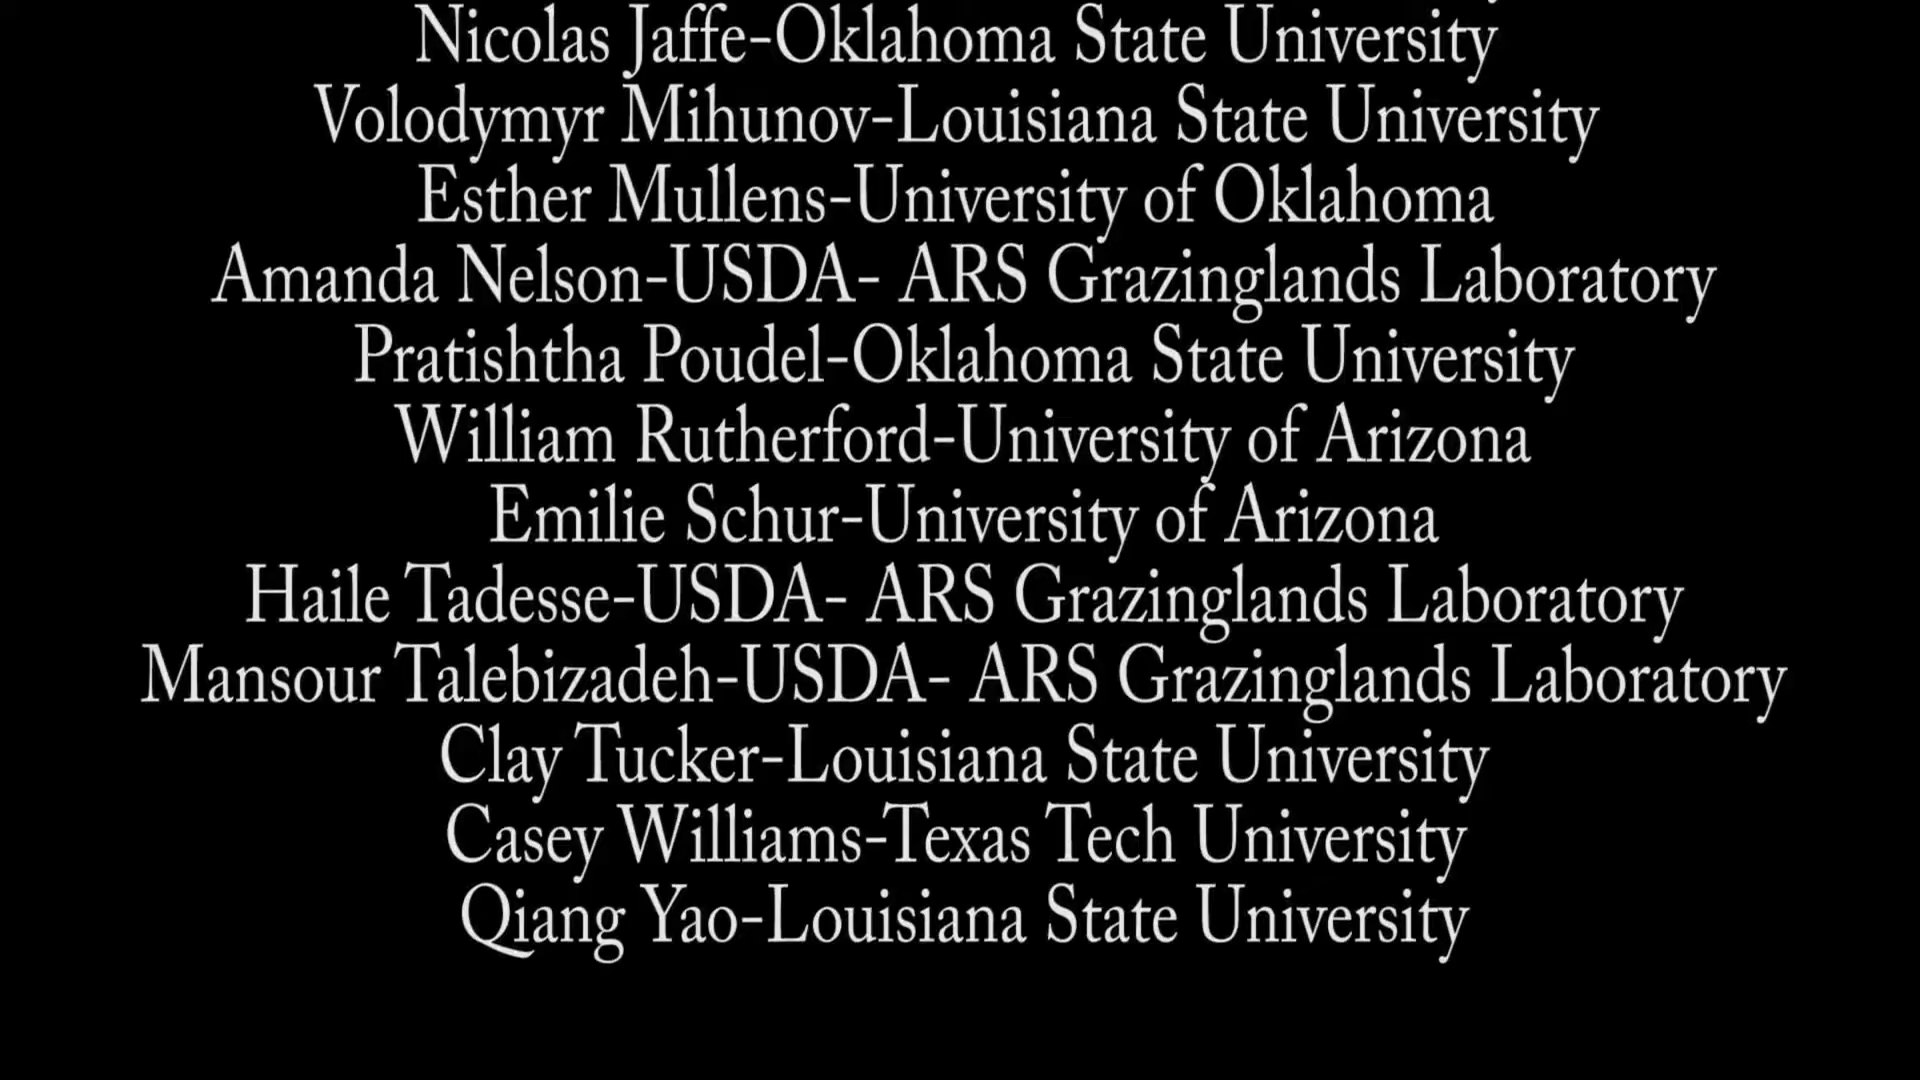 Nicolas Jaffe-Oklahoma State University
Volodymyr Mihunov-Louisiana State University
Esther Mullens-University of Oklahoma
Amanda Nelson-USDA- ARS Grazinglands Laboratory
Pratishtha Poudel-Oklahoma State University
William Rutherford-University of Arizona
Emilie Schur-University of Arizona
Haile Tadesse-USDA- ARS Grazinglands Laboratory
Mansour Talebizadeh-USDA- ARS Grazinglands Laboratory
Clay Tucker-Louisiana State University
Casey Williams-Texas Tech University
Qiang Yao-Louisiana State University